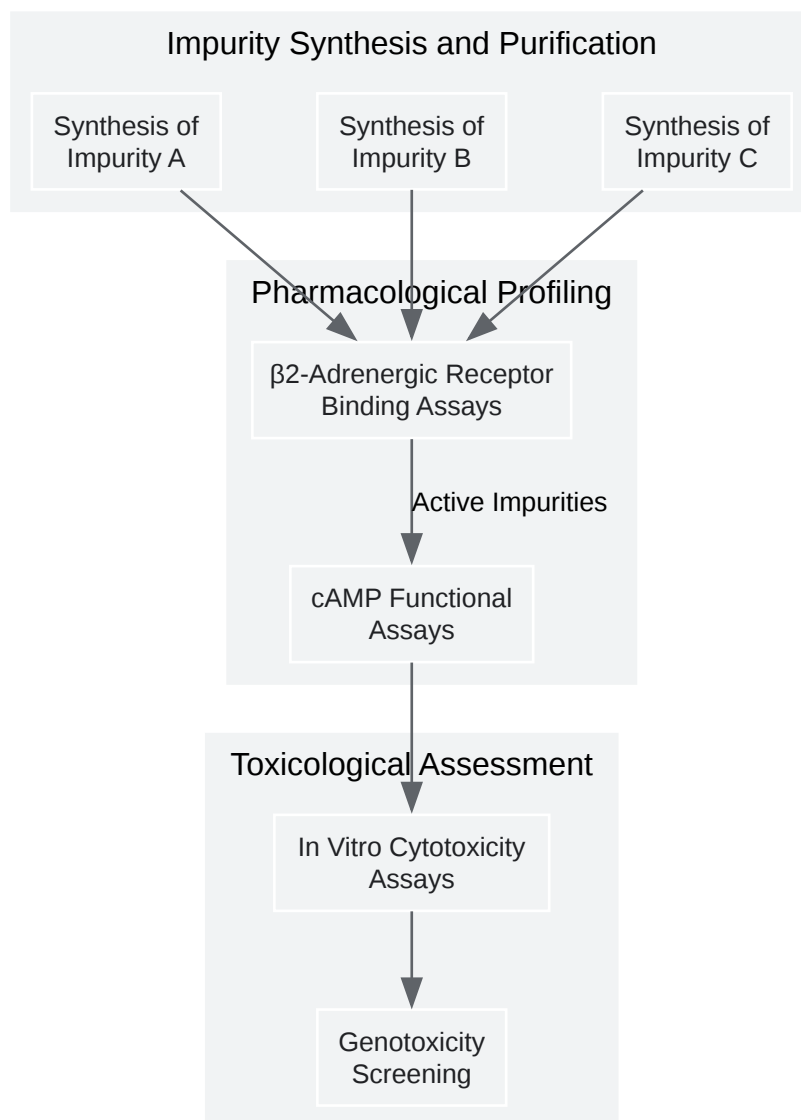 Impurity Synthesis and Purification
Synthesis of
Impurity A
Synthesis of
Impurity B
Synthesis of
Impurity C
Pharmacological Profiling
β2-Adrenergic Receptor
Binding Assays
Active Impurities
cAMP Functional
Assays
Toxicological Assessment
In Vitro Cytotoxicity
Assays
Genotoxicity
Screening